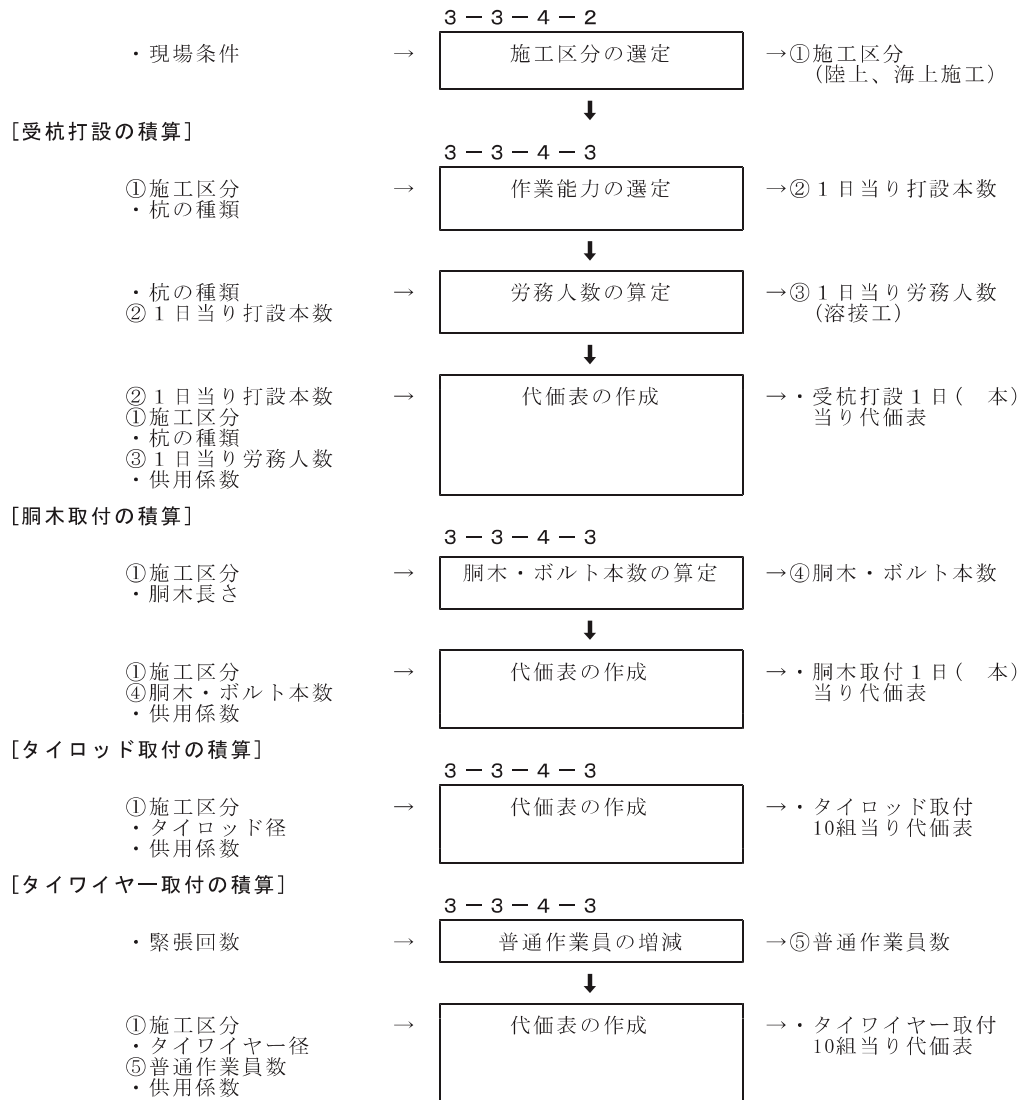 ３－３－４－２
・現場条件　→　施工区分の選定　→①施工区分
(陸上、海上施工)
⬇
[受杭打設の積算]
３－３－４－３
①施工区分　→　作業能力の選定　→②１日当り打設本数
・杭の種類
⬇
・杭の種類　→　労務人数の算定　→③１日当り労務人数
②１日当り打設本数　(溶接工)
⬇
②１日当り打設本数　→　代価表の作成　→・受杭打設１日(　本)
①施工区分　当り代価表
・杭の種類
③１日当り労務人数
・供用係数
[胴木取付の積算]
３－３－４－３
①施工区分　→　胴木・ボルト本数の算定　→④胴木・ボルト本数
・胴木長さ
⬇
①施工区分　→　代価表の作成　→・胴木取付１日(　本)
④胴木・ボルト本数　当り代価表
・供用係数
[タイロッド取付の積算]
３－３－４－３
①施工区分　→　代価表の作成　→・タイロッド取付
・タイロッド径　10組当り代価表
・供用係数
[タイワイヤー取付の積算]
３－３－４－３
・緊張回数　→　普通作業員の増減　→⑤普通作業員数
⬇
①施工区分　→　代価表の作成　→・タイワイヤー取付
・タイワイヤー径　10組当り代価表
⑤普通作業員数
・供用係数